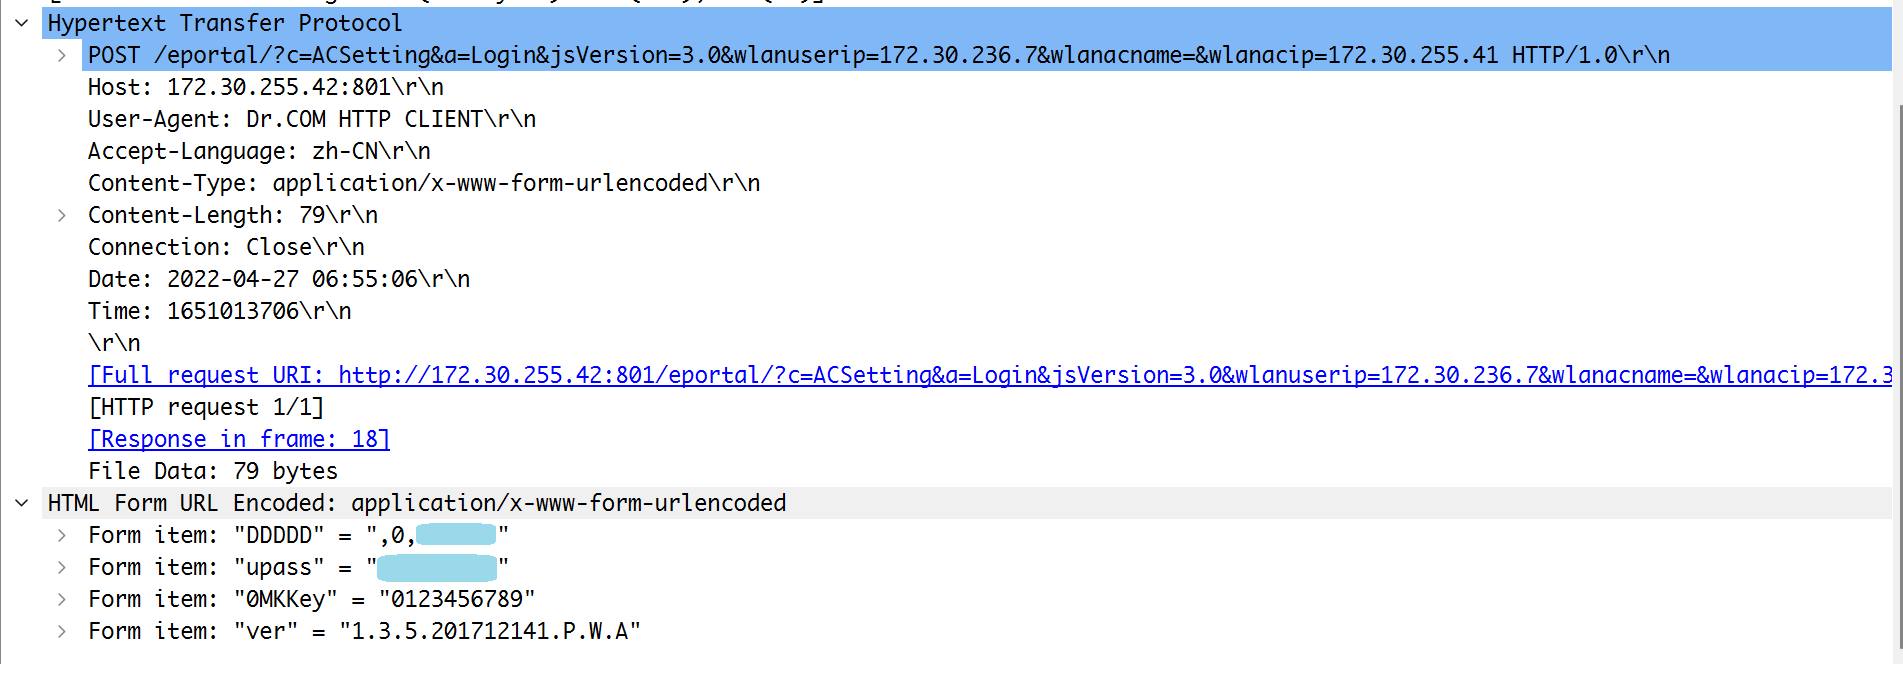 Hypertext Transfer Protocol
POST /eportal/?c=ACSetting&a=Login&jsVersion=3.0&wlanuserip=172.30.236.7&wlanacname=&wlanacip=172.30.255.41 HTTP/1.0\r\n
Host: 172.30.255.42:801\r\n
User-Agent: Dr.COM HTTP CLIENT\r\n
Accept-Language: zh-CN\r\n
Content-Type: application/x-www-form-urlencoded\r\n
Content-Length: 79\r\n
Connection: Close\r\n
Date: 2022-04-27 06:55:06\r\n
Time: 1651013706\r\n
\r\n
[Full request URI: http://172.30.255.42:801/eportal/?c=ACSetting&a=Login&jsVersion=3.0&wlanuserip=172.30.236.7&wlanacname=&wlanacip=172.3
[HTTP request 1/1]
[Response in frame: 18]
File Data: 79 bytes
HTML Form URL Encoded: application/x-www-form-urlencoded
Form item: "DDDDD" = ",0,"
Form item: "upass" = ""
Form item: "0MKKey" = "0123456789"
Form item: "ver" = "1.3.5.201712141.P.W.A"